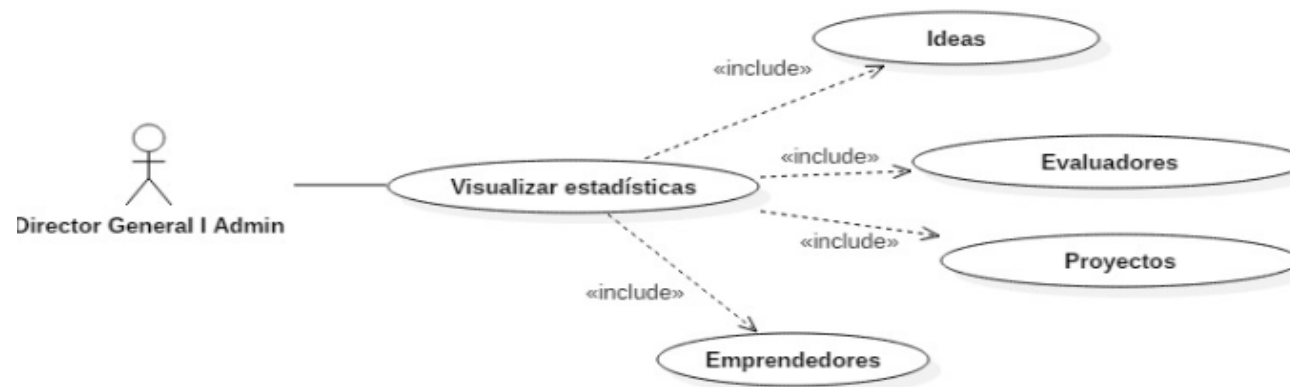 Ideas
«include»
«include»
Evaluadores
Visualizar estadísticas
Director General I Admin
«include»
Proyectos
«include»
Emprendedores